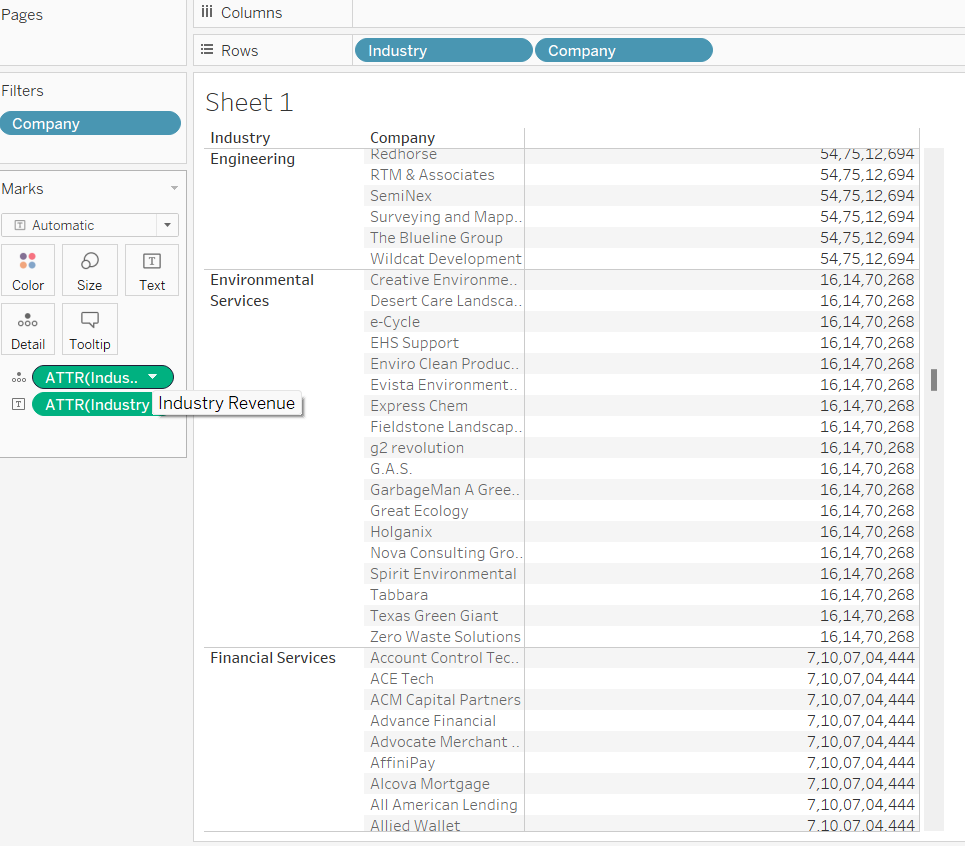 Pages
Columns
Rows
Industry
Company
Filters
Company
Marks
Automatic
Color
Size
Text
Detail
Tooltip
ATTR(Indus..
ATTR(Industry
Industry Revenue
Sheet 1
Industry Company
Engineering Redhorse 54,75,12,694
RTM & Associates 54,75,12,694
SemiNex 54,75,12,694
Surveying and Mapp.. 54,75,12,694
The Blueline Group 54,75,12,694
Wildcat Development 54,75,12,694
Environmental Creative Environme.. 16,14,70,268
Services Desert Care Landsca.. 16,14,70,268
e-Cycle 16,14,70,268
EHS Support 16,14,70,268
Enviro Clean Produc.. 16,14,70,268
Evista Environment.. 16,14,70,268
Express Chem 16,14,70,268
Fieldstone Landscap.. 16,14,70,268
g2 revolution 16,14,70,268
G.A.S. 16,14,70,268
GarbageMan A Gree.. 16,14,70,268
Great Ecology 16,14,70,268
Holganix 16,14,70,268
Nova Consulting Gro.. 16,14,70,268
Spirit Environmental 16,14,70,268
Tabbara 16,14,70,268
Texas Green Giant 16,14,70,268
Zero Waste Solutions 16,14,70,268
Financial Services Account Control Tec.. 7,10,07,04,444
ACE Tech 7,10,07,04,444
ACM Capital Partners 7,10,07,04,444
Advance Financial 7,10,07,04,444
Advocate Merchant .. 7,10,07,04,444
AffiniPay 7,10,07,04,444
Alcova Mortgage 7,10,07,04,444
All American Lending 7,10,07,04,444
Allied Wallet 7,10,07,04,444